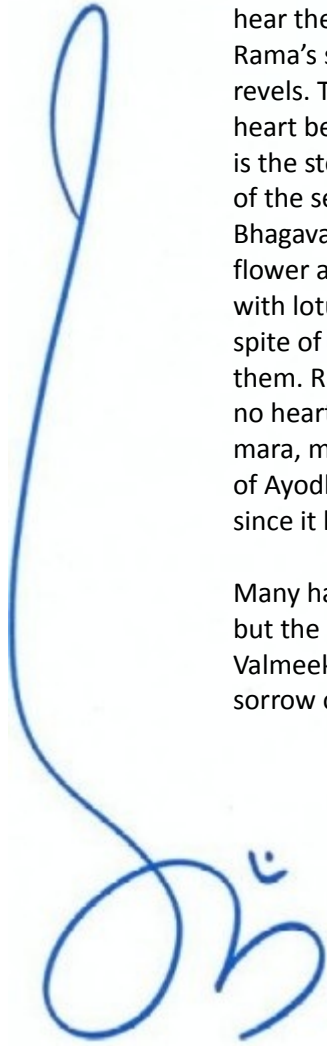 hear the
Rama’s s
revels. T
heart be
is the ste
of the se
Bhagava
flower a
with lotu
spite of
them. R
no heart
mara, m
of Ayodh
since it h

Many ha
but the
Valmeek
sorrow o